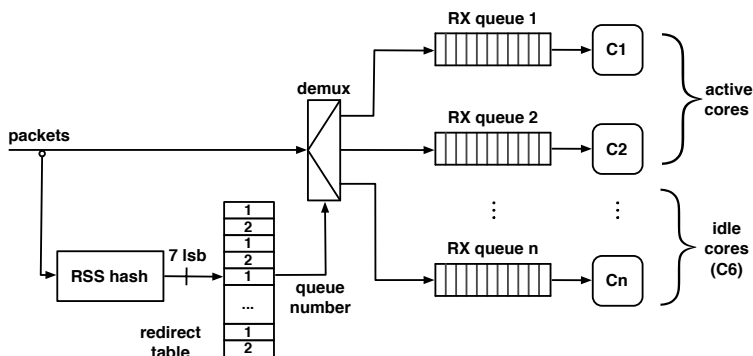 RX queue 1
C1
demux
active
cores
packets
RX queue 2
C2
1
2
1
2
1
...
1
2
7 lsb
RSS hash
queue
number
redirect
table
⋮
⋮
RX queue n
Cn
idle
cores
(C6)